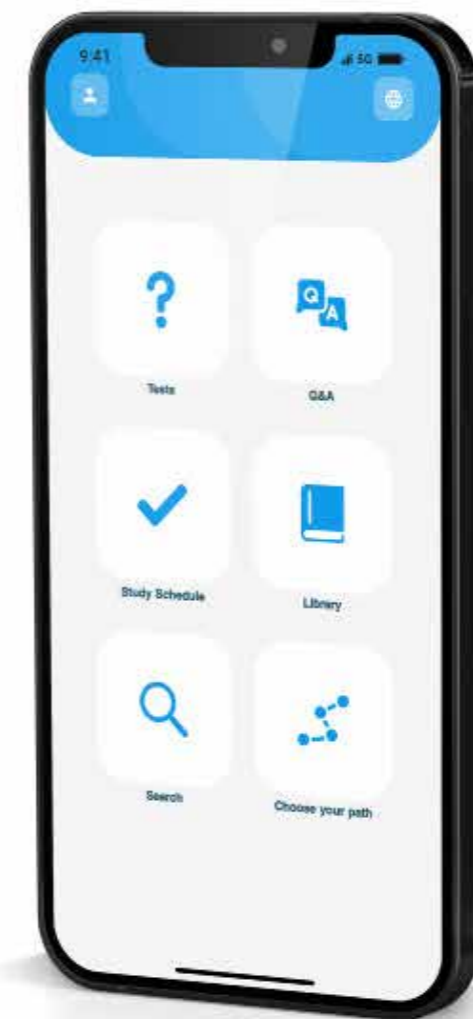 9:41
5G
Q A
Tests
Q&A
Study Schedule
Library
Search
Choose your path